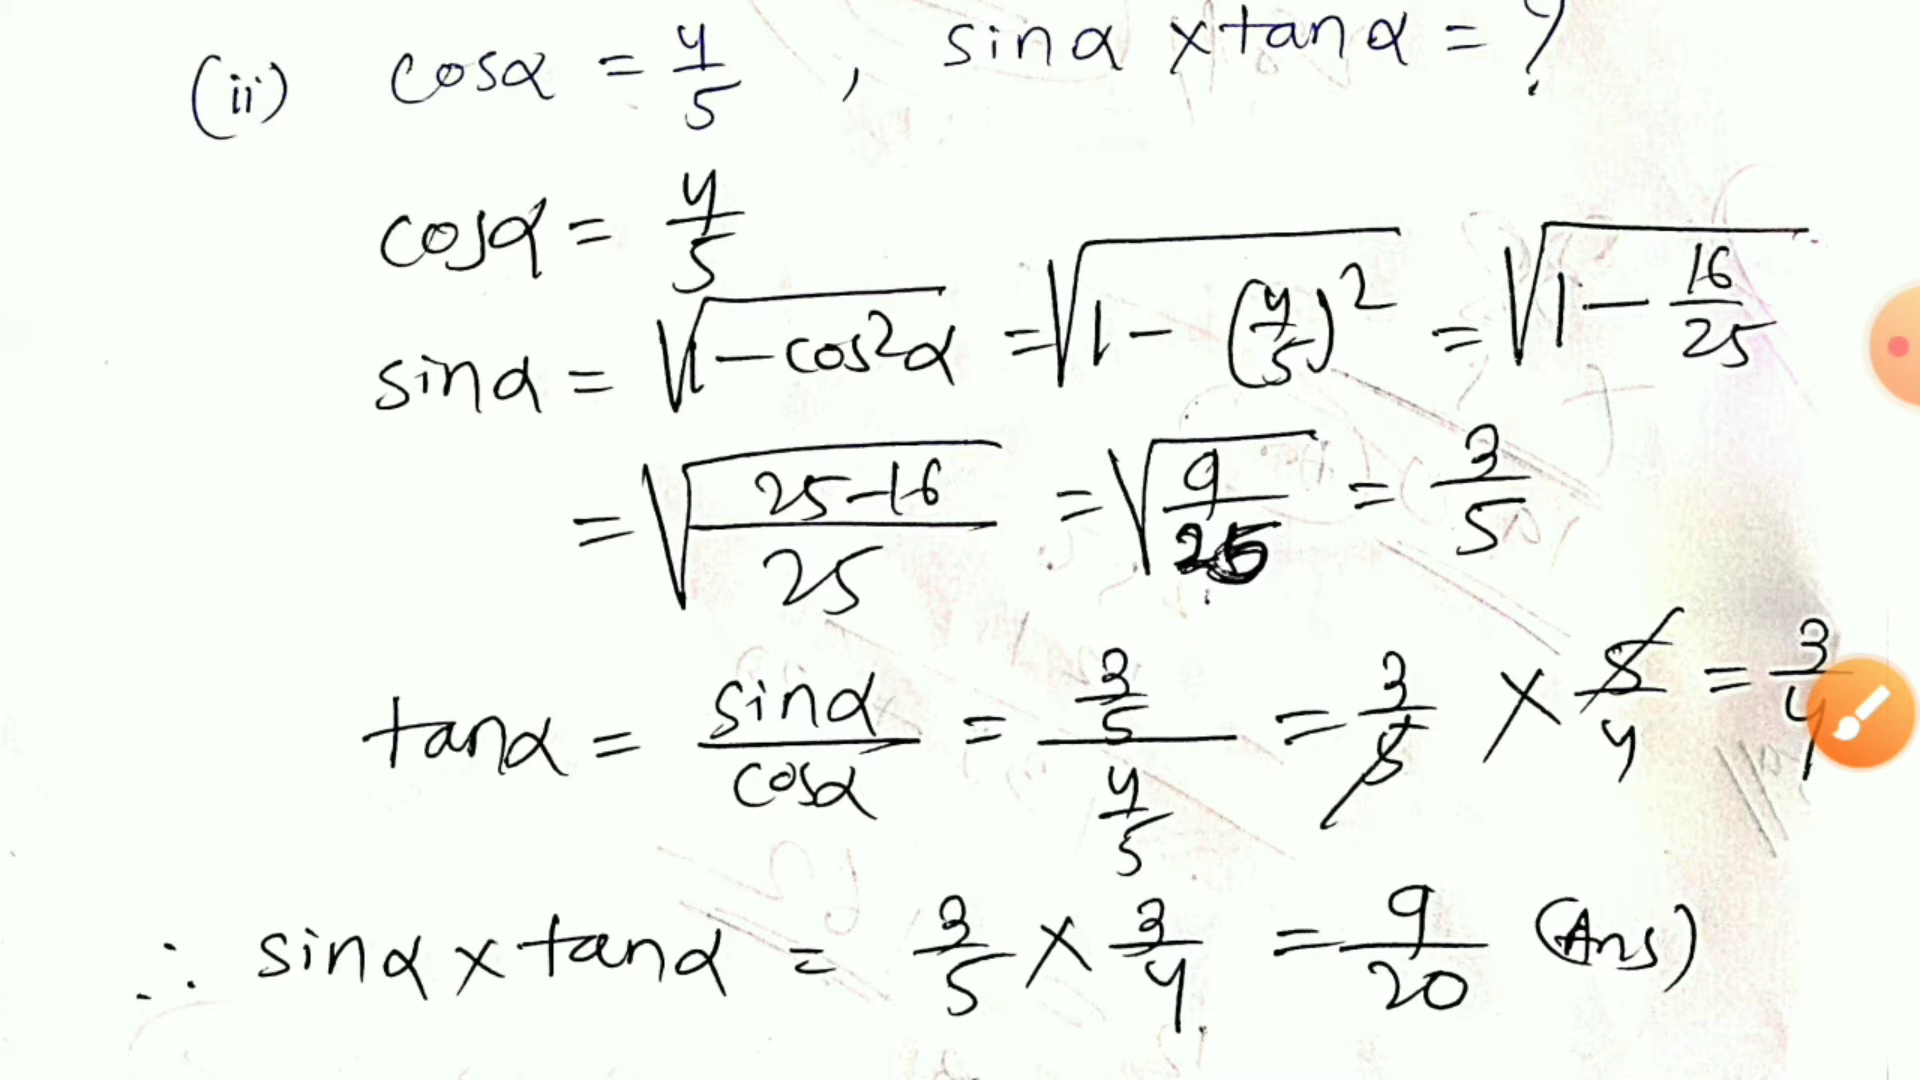 (ii) cosα = 4/5 , sinα × tanα = ?
cosα = 4/5
sinα = √(1 − cos²α) = √(1 − (4/5)²) = √(1 − 16/25)
= √((25−16)/25) = √(9/25) = 3/5
tanα = sinα/cosα = (3/5)/(4/5) = 3/5 × 5/4 = 3/4
∴ sinα × tanα = 3/5 × 3/4 = 9/20 (Ans)